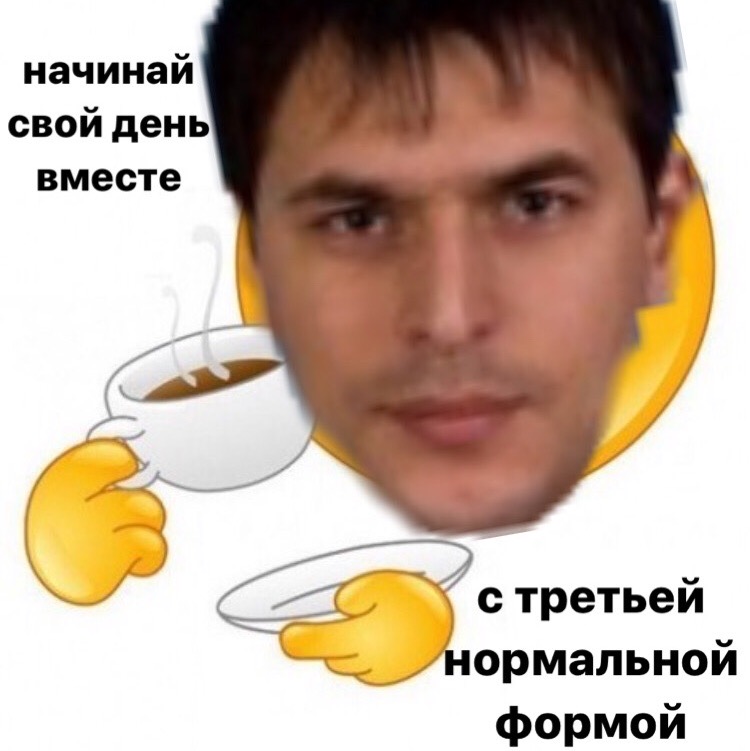 начинай
свой день
вместе
с третьей
нормальной
формой